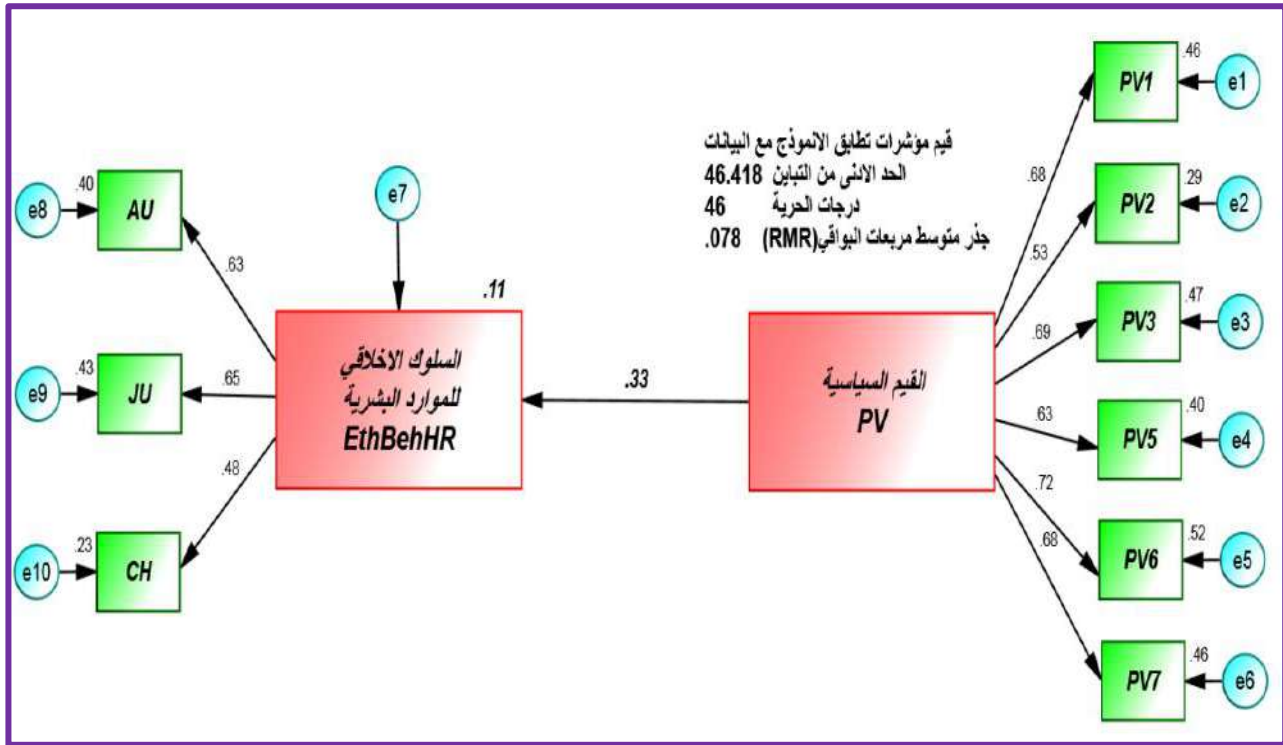 قيم مؤشرات تطابق الانموذج مع البيانات
الحد الادنى من التباين 46.418
درجات الحرية 46
جذر متوسط مربعات البواقي(RMR) .078
.46
PV1
e1
.68
.29
PV2
e2
.53
.47
PV3
e3
.69
.40
PV5
e4
.63
.52
PV6
e5
.72
.46
PV7
e6
.68
القيم السياسية
PV
.33
e7
.11
السلوك الاخلاقي
للموارد البشرية
EthBehHR
.40
e8
AU
.63
.43
e9
JU
.65
.23
e10
CH
.48